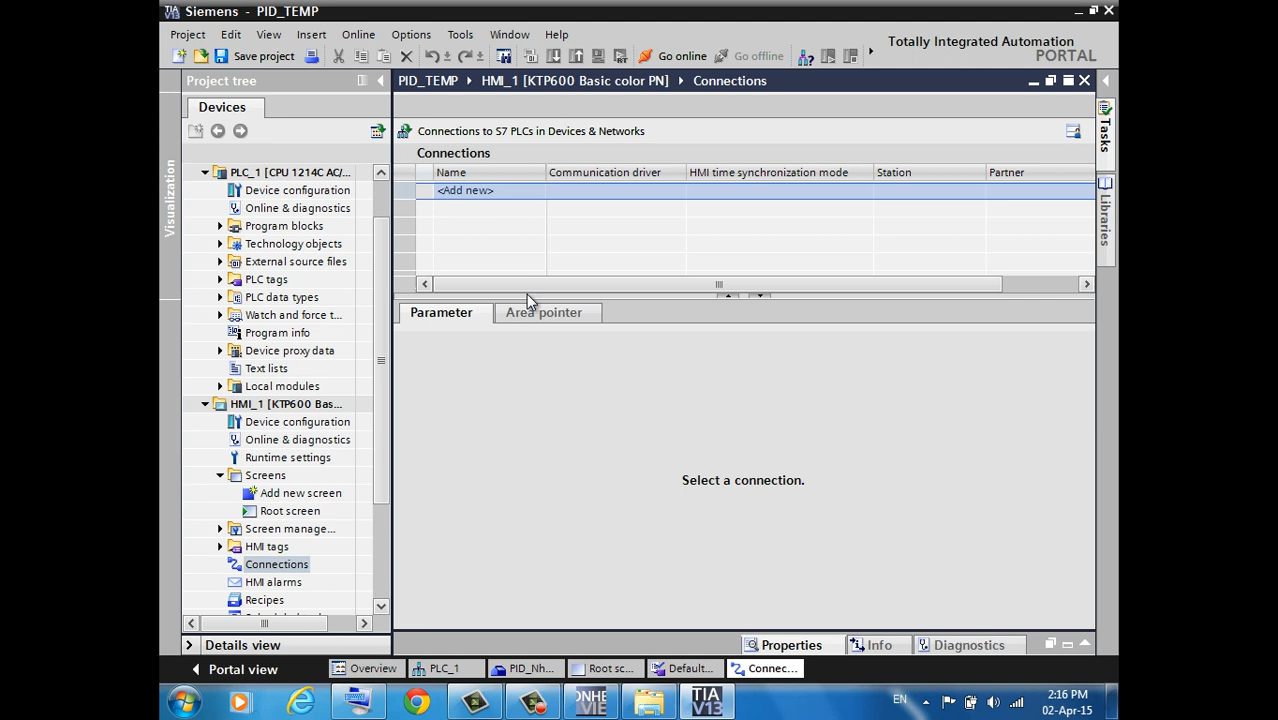 TIA V13 Siemens - PID_TEMP
Project Edit View Insert Online Options Tools Window Help
Save project Go online Go offline
Totally Integrated Automation
PORTAL
Project tree
PID_TEMP HMI_1 [KTP600 Basic color PN] Connections
Devices
Connections to S7 PLCs in Devices & Networks
Connections
Name Communication driver HMI time synchronization mode Station Partner
<Add new>
PLC_1 [CPU 1214C AC/...
Device configuration
Online & diagnostics
Program blocks
Technology objects
External source files
PLC tags
PLC data types
Watch and force t...
Program info
Device proxy data
Text lists
Local modules
HMI_1 [KTP600 Bas...
Device configuration
Online & diagnostics
Runtime settings
Screens
Add new screen
Root screen
Screen manage...
HMI tags
Connections
HMI alarms
Recipes
Parameter Area pointer
Select a connection.
Visualization
Tasks
Libraries
Properties Info Diagnostics
Details view
Portal view Overview PLC_1 PID_Nh... Root sc... Default... Connec...
TIA V13 EN 2:16 PM
02-Apr-15